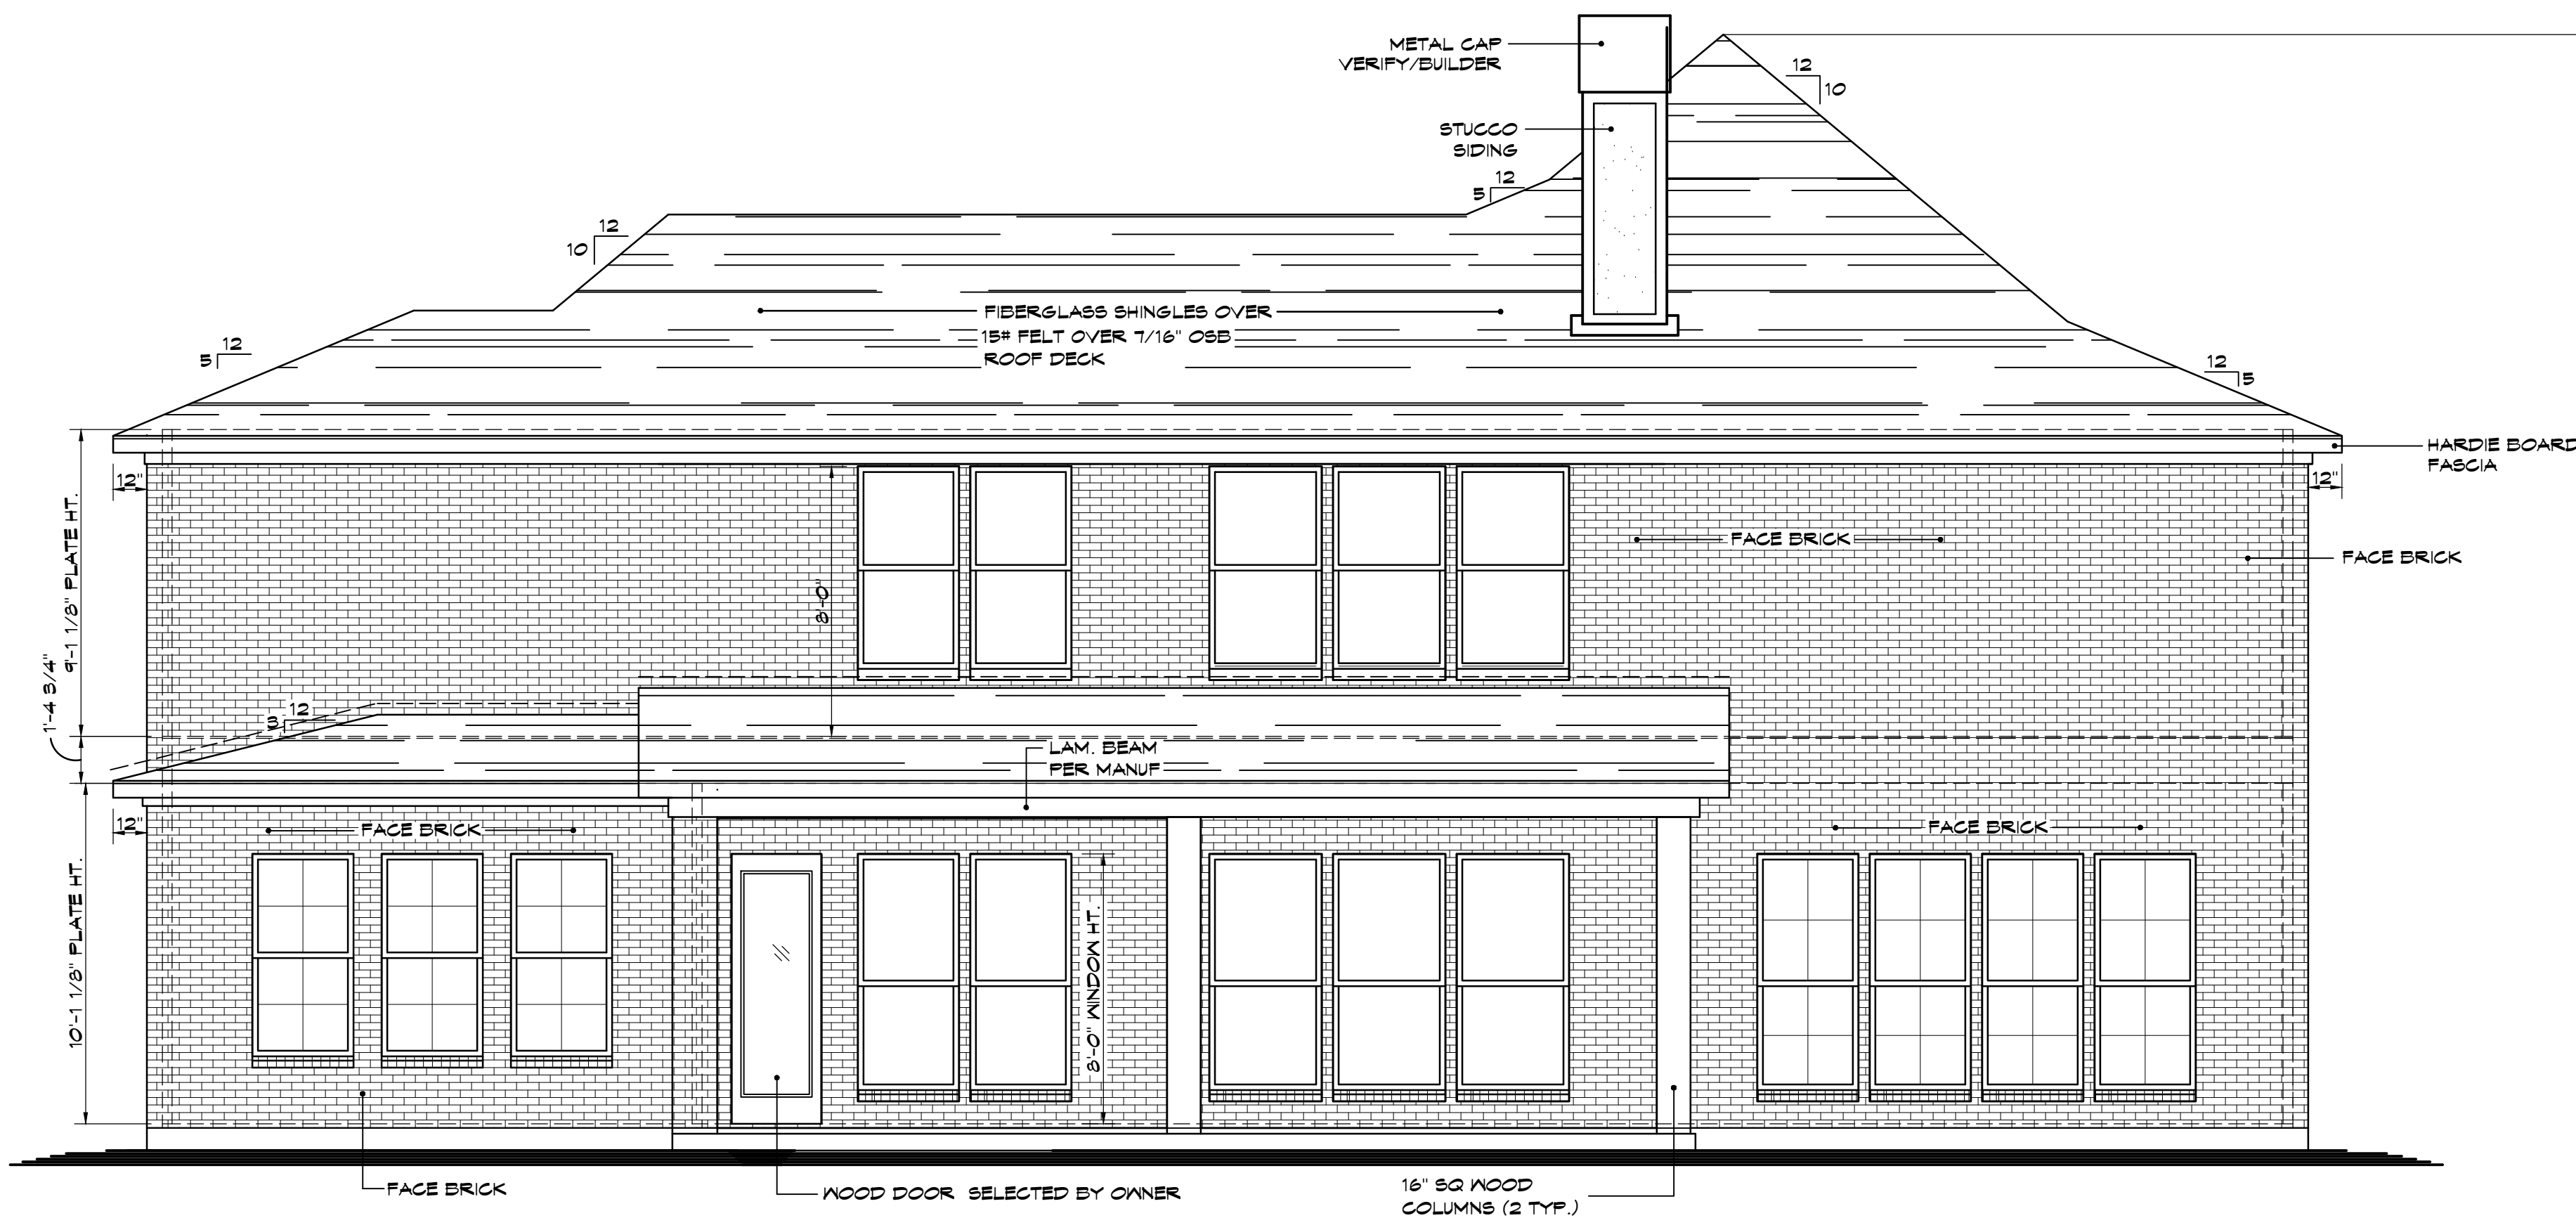 METAL CAP
VERIFY/BUILDER
12
10
STUCCO
SIDING
12
5
12
10
FIBERGLASS SHINGLES OVER
15# FELT OVER 7/16" OSB
ROOF DECK
12
5
12
5
HARDIE BOARD
FASCIA
12"
12"
9'-1 1/8" PLATE HT.
FACE BRICK
FACE BRICK
8'-0"
1'-4 3/4"
12
3
LAM. BEAM
PER MANUF
12"
FACE BRICK
FACE BRICK
10'-1 1/8" PLATE HT.
8'-0" WINDOW HT.
FACE BRICK
WOOD DOOR SELECTED BY OWNER
16" SQ WOOD
COLUMNS (2 TYP.)